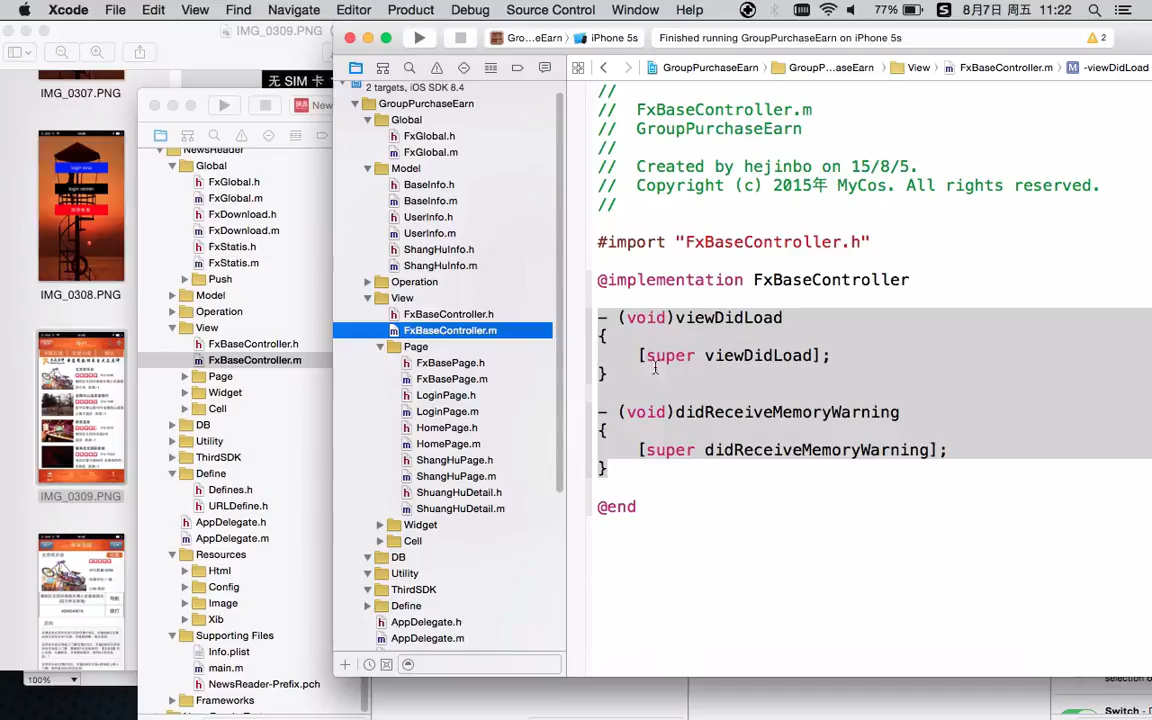 Xcode File Edit View Find Navigate Editor Product Debug Source Control Window Help 77% S 8月7日 周五 11:22
IMG_0309.PNG
IMG_0307.PNG
IMG_0308.PNG
IMG_0309.PNG
100%
无 SIM 卡
New
NewsReader
Global
FxGlobal.h
FxGlobal.m
FxDownload.h
FxDownload.m
FxStatis.h
FxStatis.m
Push
Model
Operation
View
FxBaseController.h
FxBaseController.m
Page
Widget
Cell
DB
Utility
ThirdSDK
Define
Defines.h
URLDefine.h
AppDelegate.h
AppDelegate.m
Resources
Html
Config
Image
Xib
Supporting Files
Info.plist
main.m
NewsReader-Prefix.pch
Frameworks
Gro...eEarn iPhone 5s
Finished running GroupPurchaseEarn on iPhone 5s
2
2 targets, iOS SDK 8.4
GroupPurchaseEarn
Global
FxGlobal.h
FxGlobal.m
Model
BaseInfo.h
BaseInfo.m
UserInfo.h
UserInfo.m
ShangHuInfo.h
ShangHuInfo.m
Operation
View
FxBaseController.h
FxBaseController.m
Page
FxBasePage.h
FxBasePage.m
LoginPage.h
LoginPage.m
HomePage.h
HomePage.m
ShangHuPage.h
ShangHuPage.m
ShuangHuDetail.h
ShuangHuDetail.m
Widget
Cell
DB
Utility
ThirdSDK
Define
AppDelegate.h
AppDelegate.m
GroupPurchaseEarn GroupP...aseEarn View FxBaseController.m -viewDidLoad
//
// FxBaseController.m
// GroupPurchaseEarn
//
// Created by hejinbo on 15/8/5.
// Copyright (c) 2015年 MyCos. All rights reserved.
//
#import "FxBaseController.h"
@implementation FxBaseController
- (void)viewDidLoad
{
[super viewDidLoad];
}
- (void)didReceiveMemoryWarning
{
[super didReceiveMemoryWarning];
}
@end
selection o
Switch - D